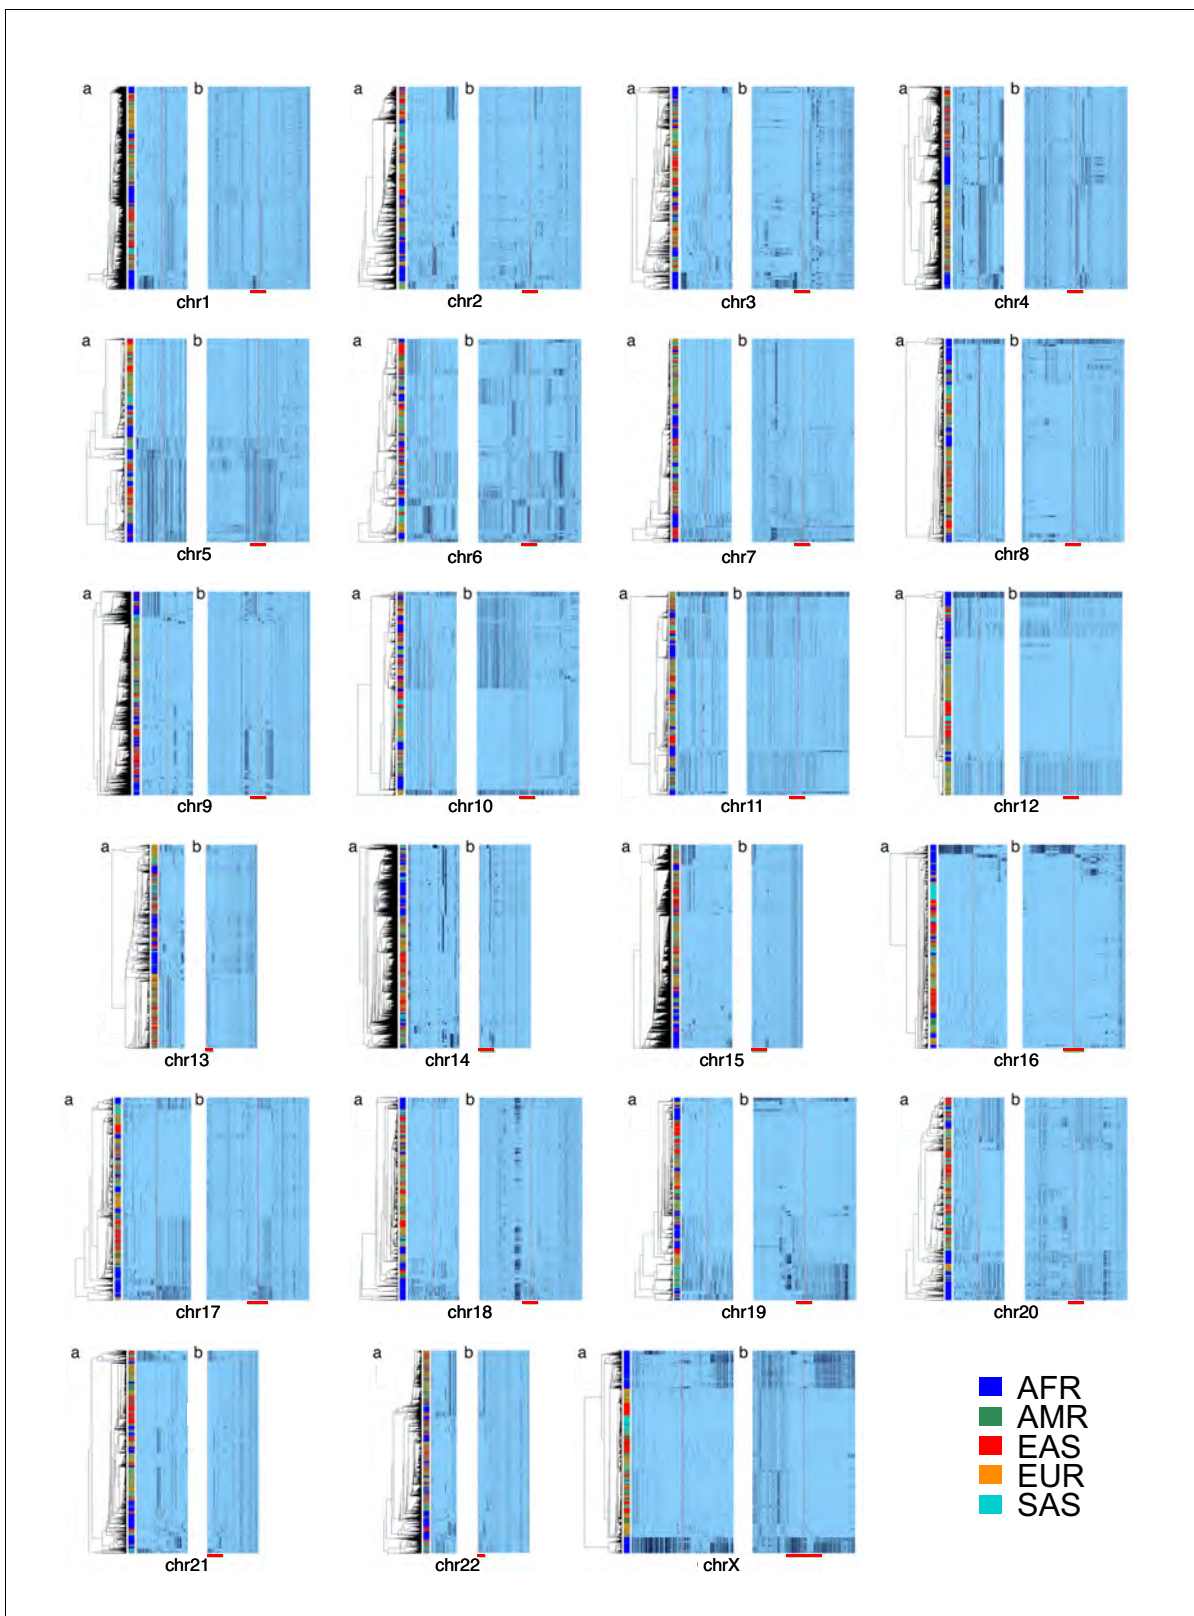 a b a b a b a b
chr1 chr2 chr3 chr4
a b a b a b a b
chr5 chr6 chr7 chr8
a b a b a b a b
chr9 chr10 chr11 chr12
a b a b a b a b
chr13 chr14 chr15 chr16
a b a b a b a b
chr17 chr18 chr19 chr20
a b a b a b
chr21 chr22 chrX
AFR
AMR
EAS
EUR
SAS